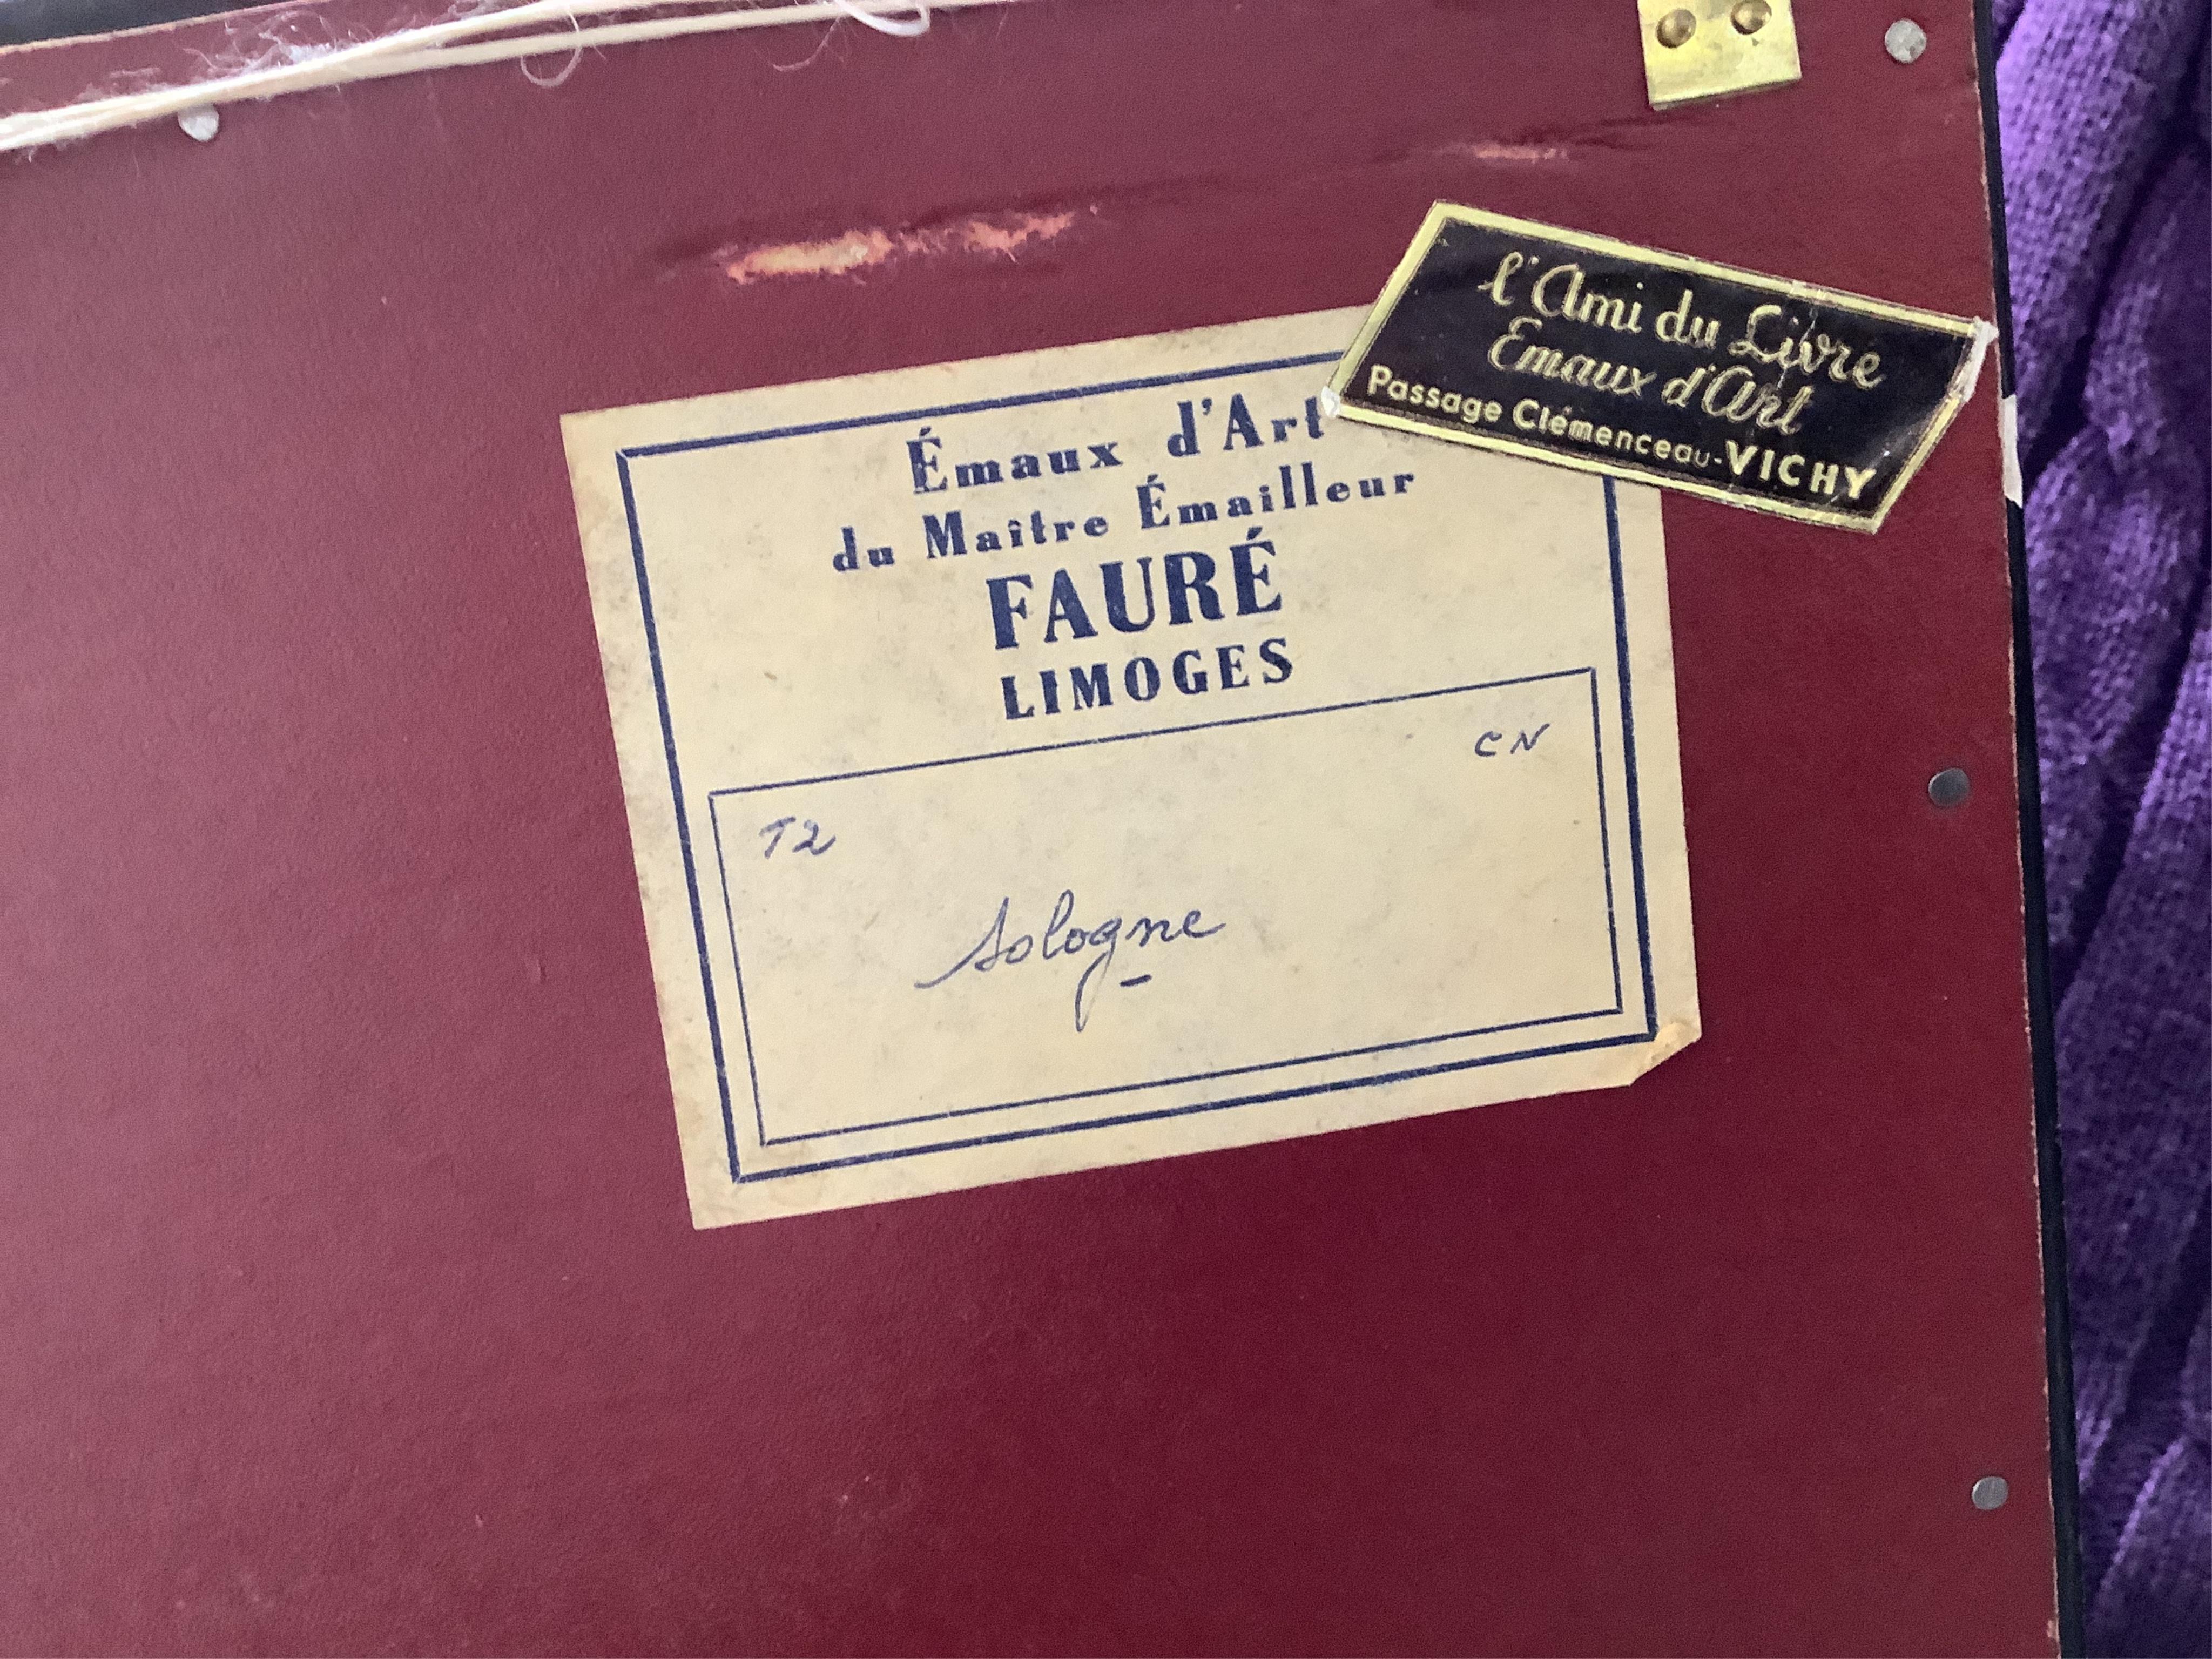 l'Ami du Livre
Emaux d'Art
Passage Clémenceau-VICHY
Émaux d'Art
du Maître Émailleur
FAURÉ
LIMOGES
CN
T2
Sologne